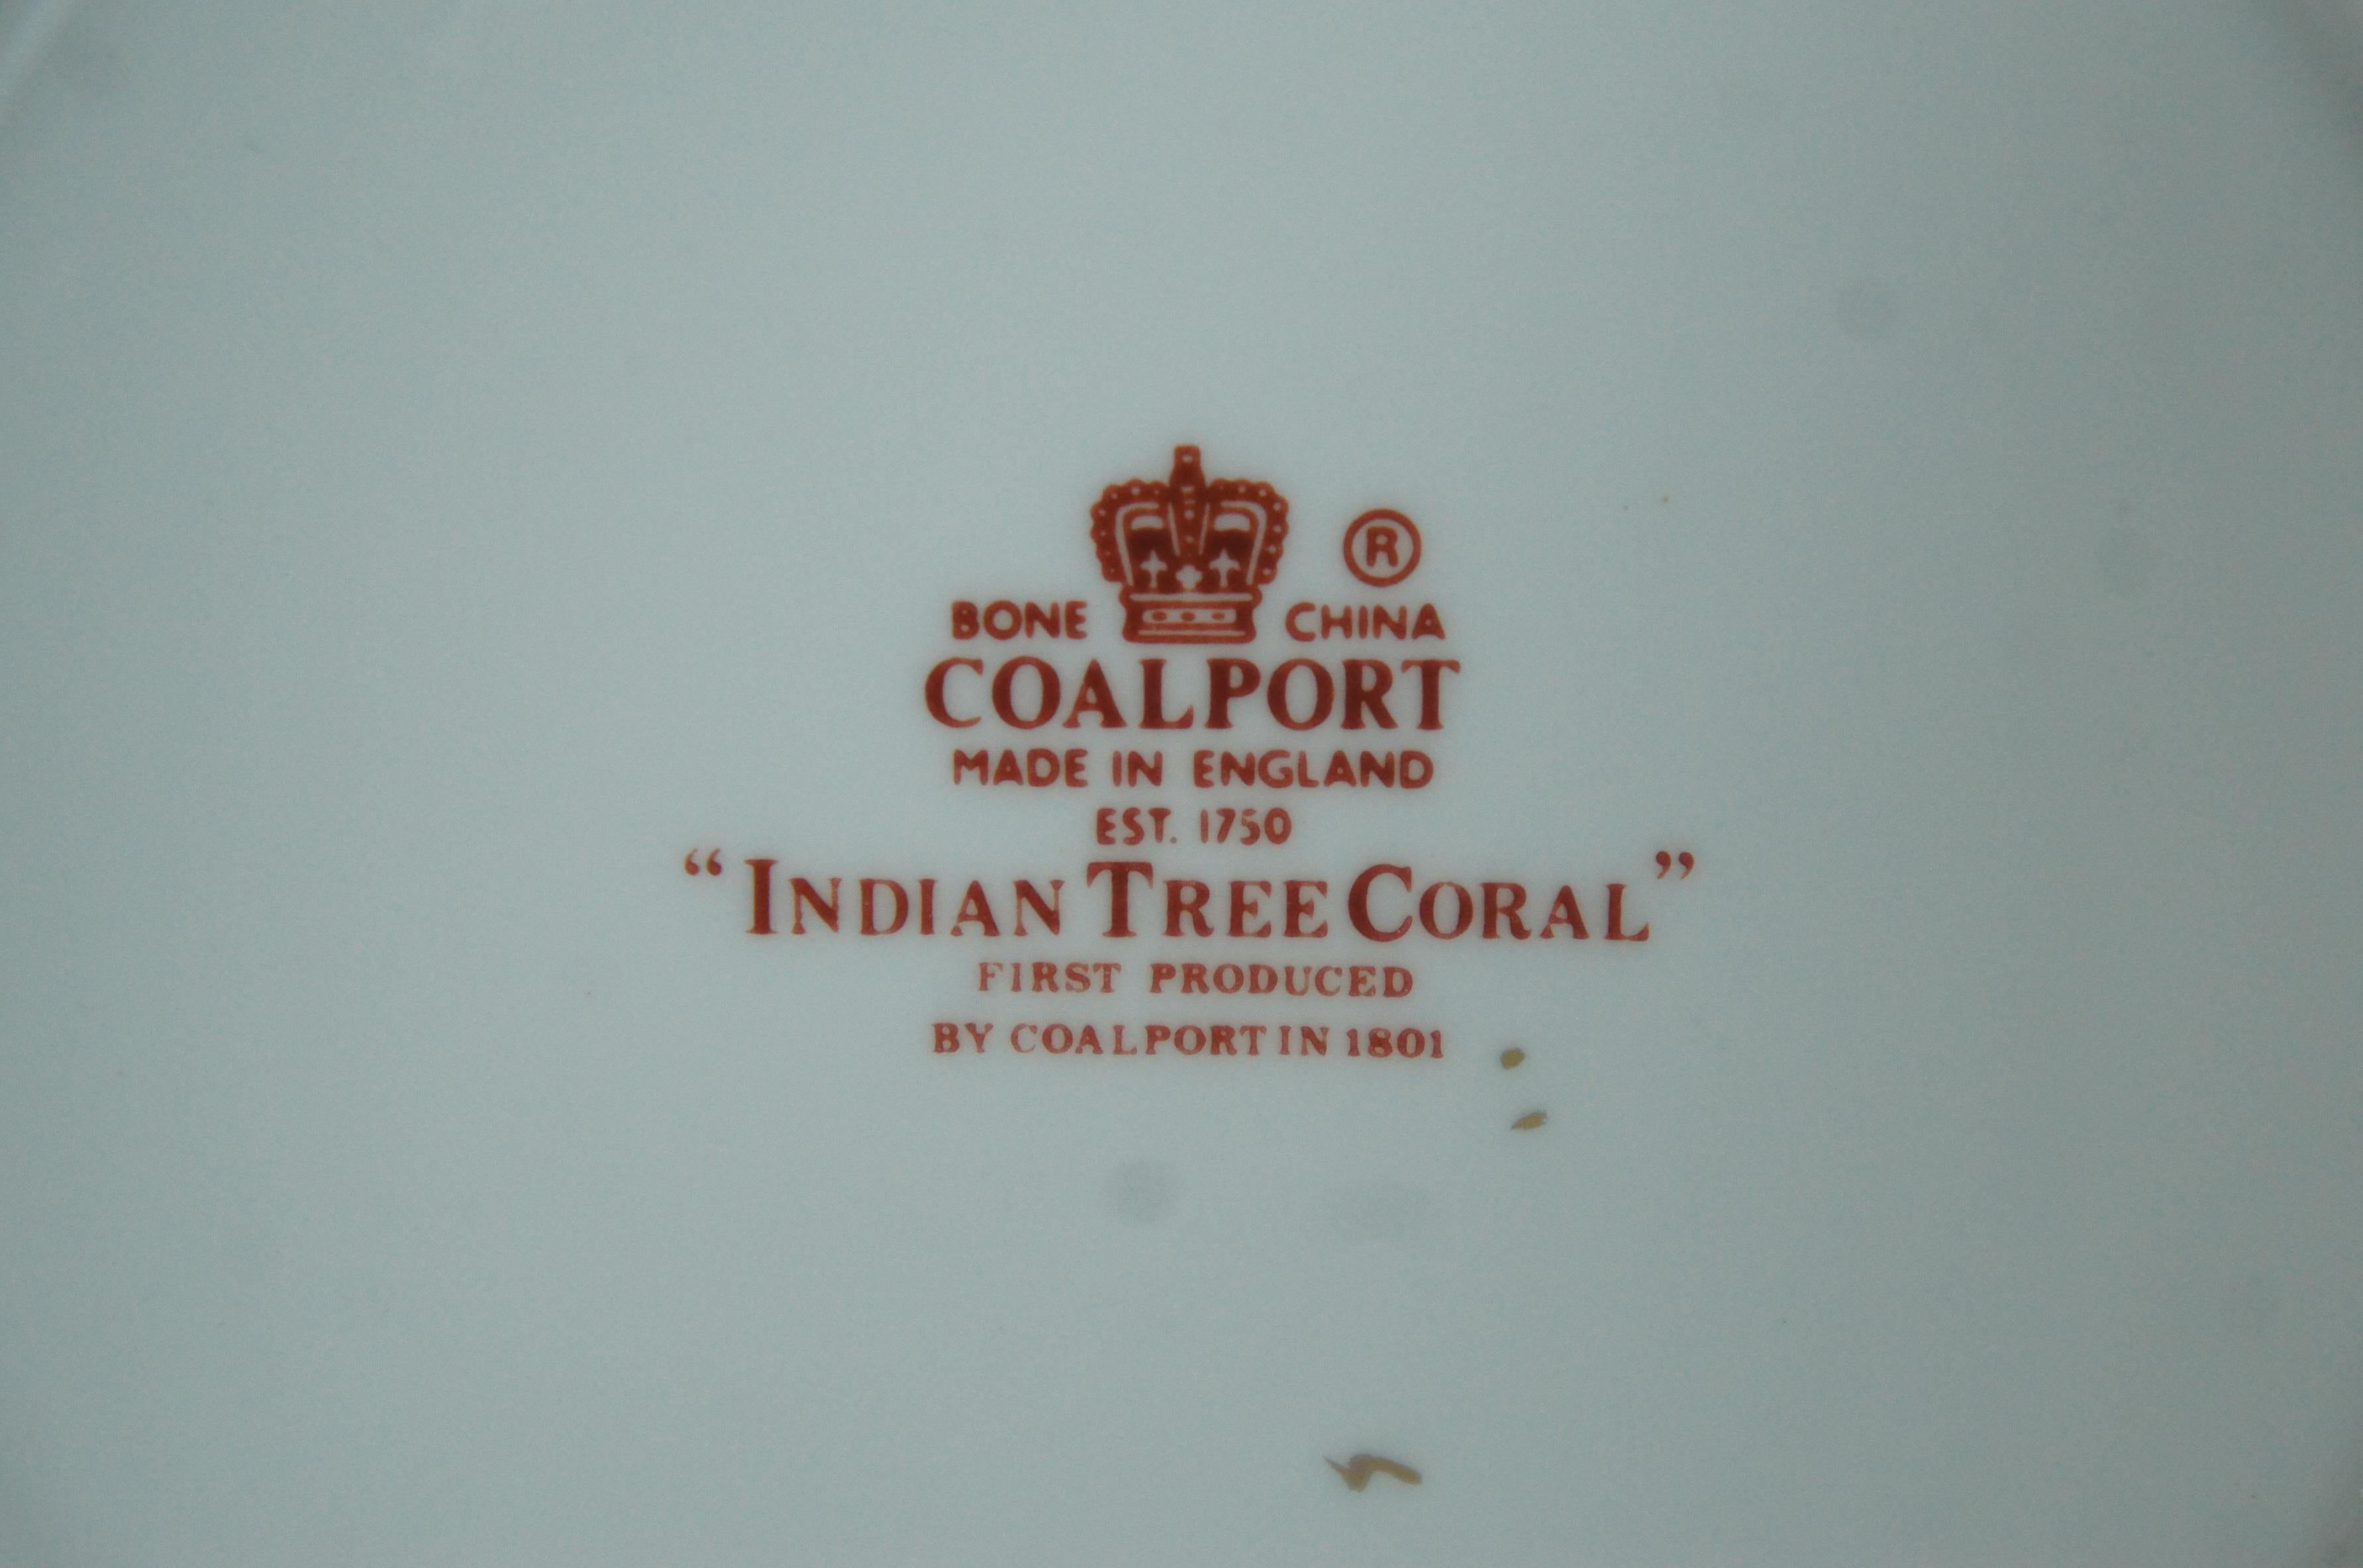 ®
BONE CHINA
COALPORT
MADE IN ENGLAND
EST. 1750
“INDIAN TREE CORAL”
FIRST PRODUCED
BY COALPORT IN 1801